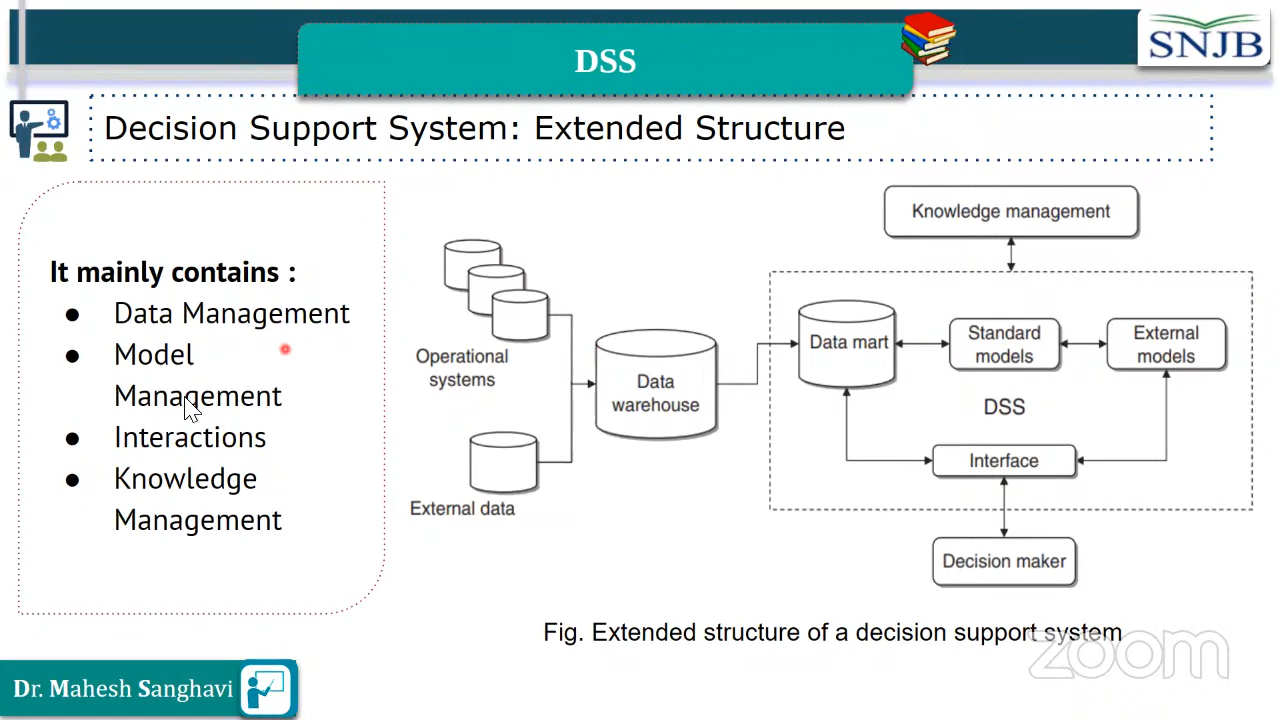 DSS
SNJB
Decision Support System: Extended Structure
It mainly contains :
● Data Management
● Model
Management
● Interactions
● Knowledge
Management
Knowledge management
Operational
systems
External data
Data
warehouse
Data mart
Standard
models
External
models
DSS
Interface
Decision maker
Fig. Extended structure of a decision support system
zoom
Dr. Mahesh Sanghavi